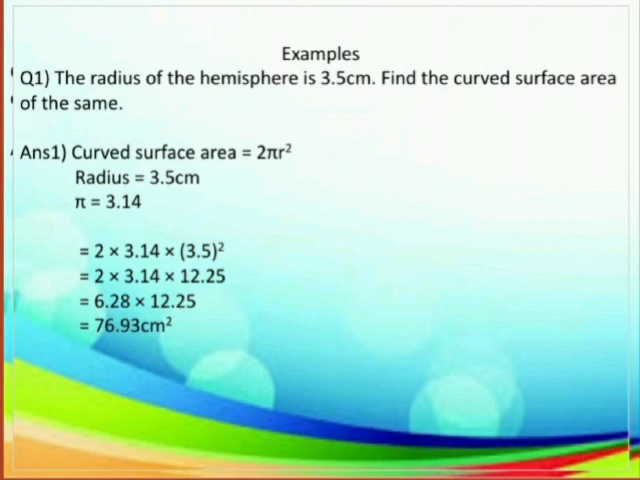 Examples
Q1) The radius of the hemisphere is 3.5cm. Find the curved surface area
of the same.
Ans1) Curved surface area = 2πr²
Radius = 3.5cm
π = 3.14
= 2 × 3.14 × (3.5)²
= 2 × 3.14 × 12.25
= 6.28 × 12.25
= 76.93cm²